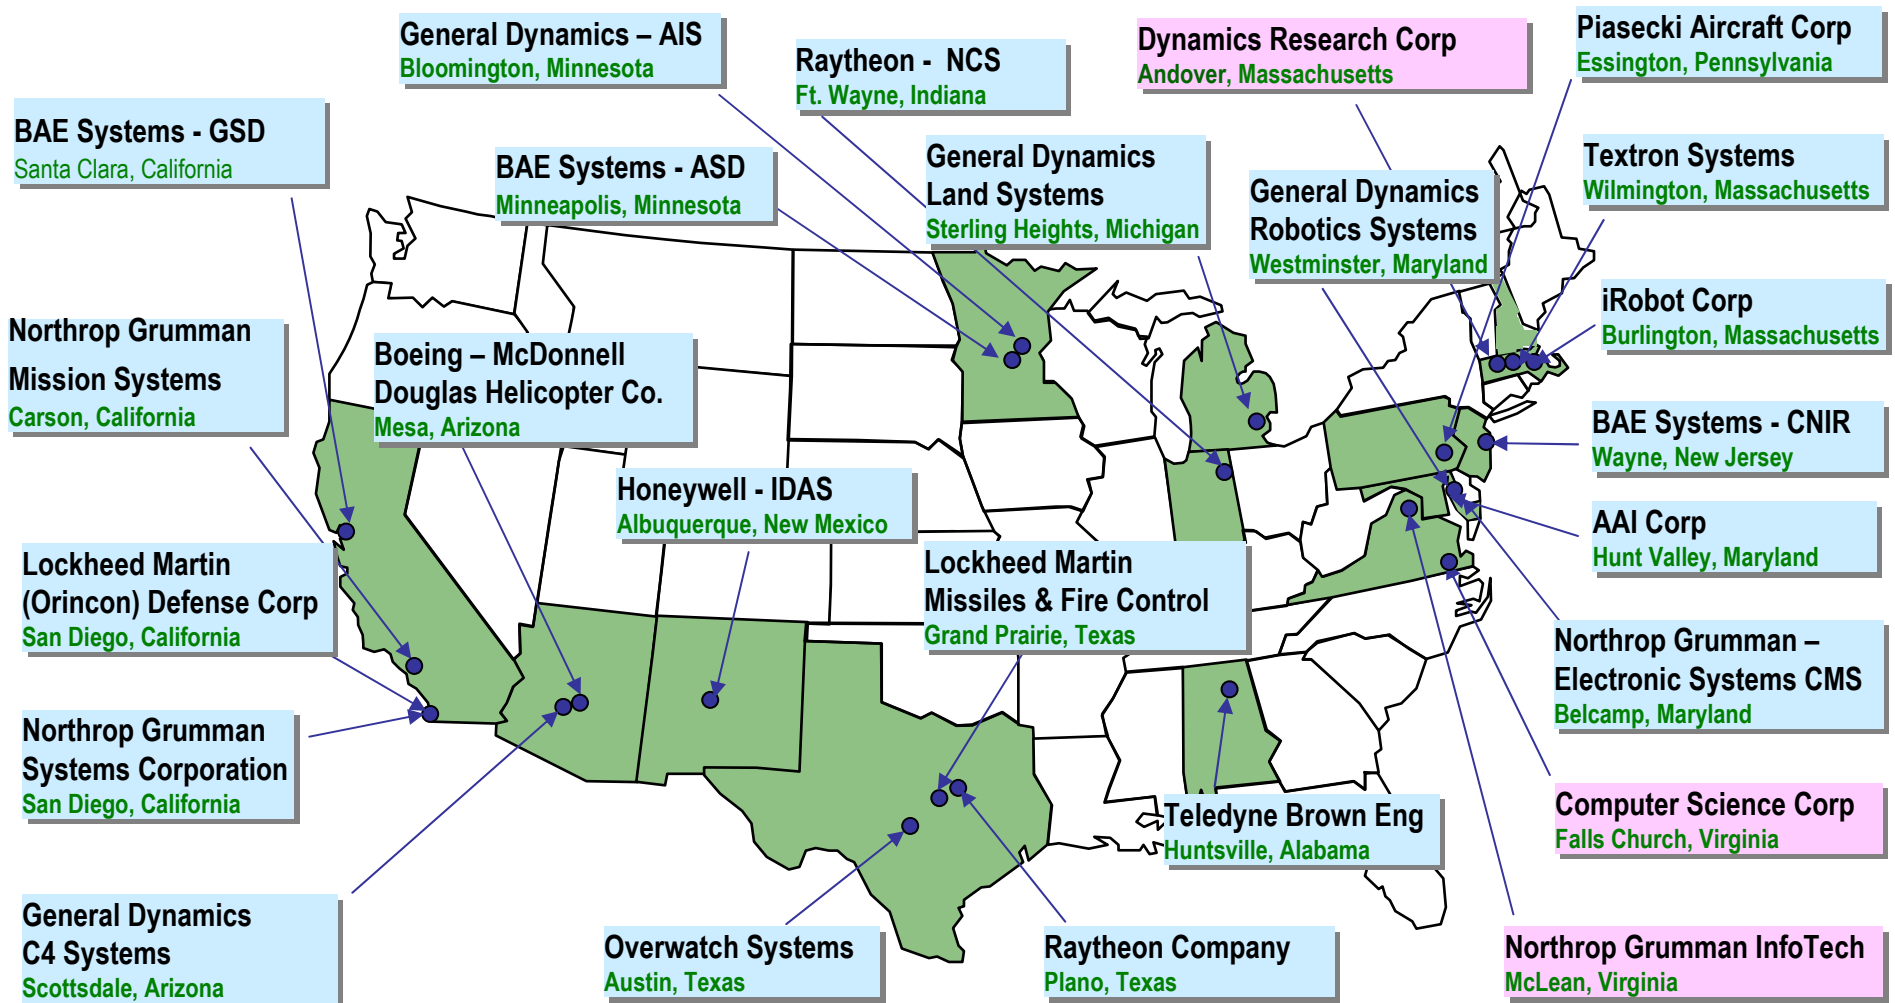 General Dynamics – AIS
Bloomington, Minnesota
Raytheon - NCS
Ft. Wayne, Indiana
Dynamics Research Corp
Andover, Massachusetts
Piasecki Aircraft Corp
Essington, Pennsylvania
BAE Systems - GSD
Santa Clara, California
BAE Systems - ASD
Minneapolis, Minnesota
General Dynamics
Land Systems
Sterling Heights, Michigan
General Dynamics
Robotics Systems
Westminster, Maryland
Textron Systems
Wilmington, Massachusetts
iRobot Corp
Burlington, Massachusetts
Northrop Grumman
Mission Systems
Carson, California
Boeing – McDonnell
Douglas Helicopter Co.
Mesa, Arizona
BAE Systems - CNIR
Wayne, New Jersey
Honeywell - IDAS
Albuquerque, New Mexico
AAI Corp
Hunt Valley, Maryland
Lockheed Martin
(Orincon) Defense Corp
San Diego, California
Lockheed Martin
Missiles & Fire Control
Grand Prairie, Texas
Northrop Grumman –
Electronic Systems CMS
Belcamp, Maryland
Northrop Grumman
Systems Corporation
San Diego, California
Teledyne Brown Eng
Huntsville, Alabama
Computer Science Corp
Falls Church, Virginia
General Dynamics
C4 Systems
Scottsdale, Arizona
Overwatch Systems
Austin, Texas
Raytheon Company
Plano, Texas
Northrop Grumman InfoTech
McLean, Virginia